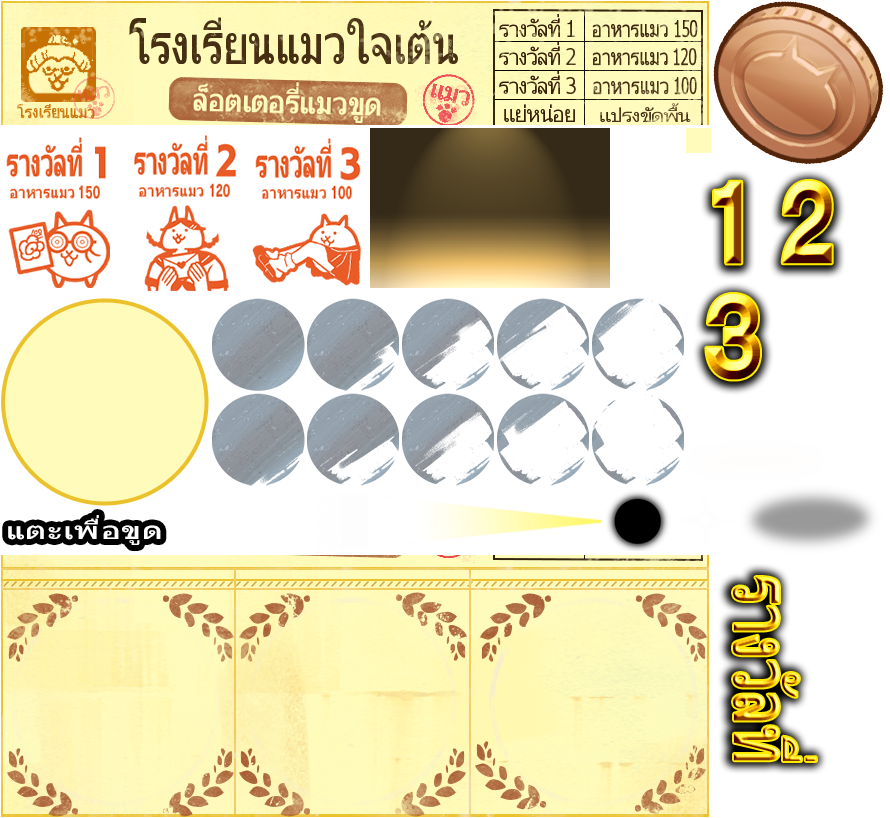 โรงเรียนแมวใจเต้น
ล็อตเตอรี่แมวขูด
โรงเรียนแมว
แมว
รางวัลที่ 1 อาหารแมว 150
รางวัลที่ 2 อาหารแมว 120
รางวัลที่ 3 อาหารแมว 100
แย่หน่อย แปรงขัดพื้น
รางวัลที่ 1
อาหารแมว 150
รางวัลที่ 2
อาหารแมว 120
รางวัลที่ 3
อาหารแมว 100
1 2
3
แตะเพื่อขูด
รางวัลที่